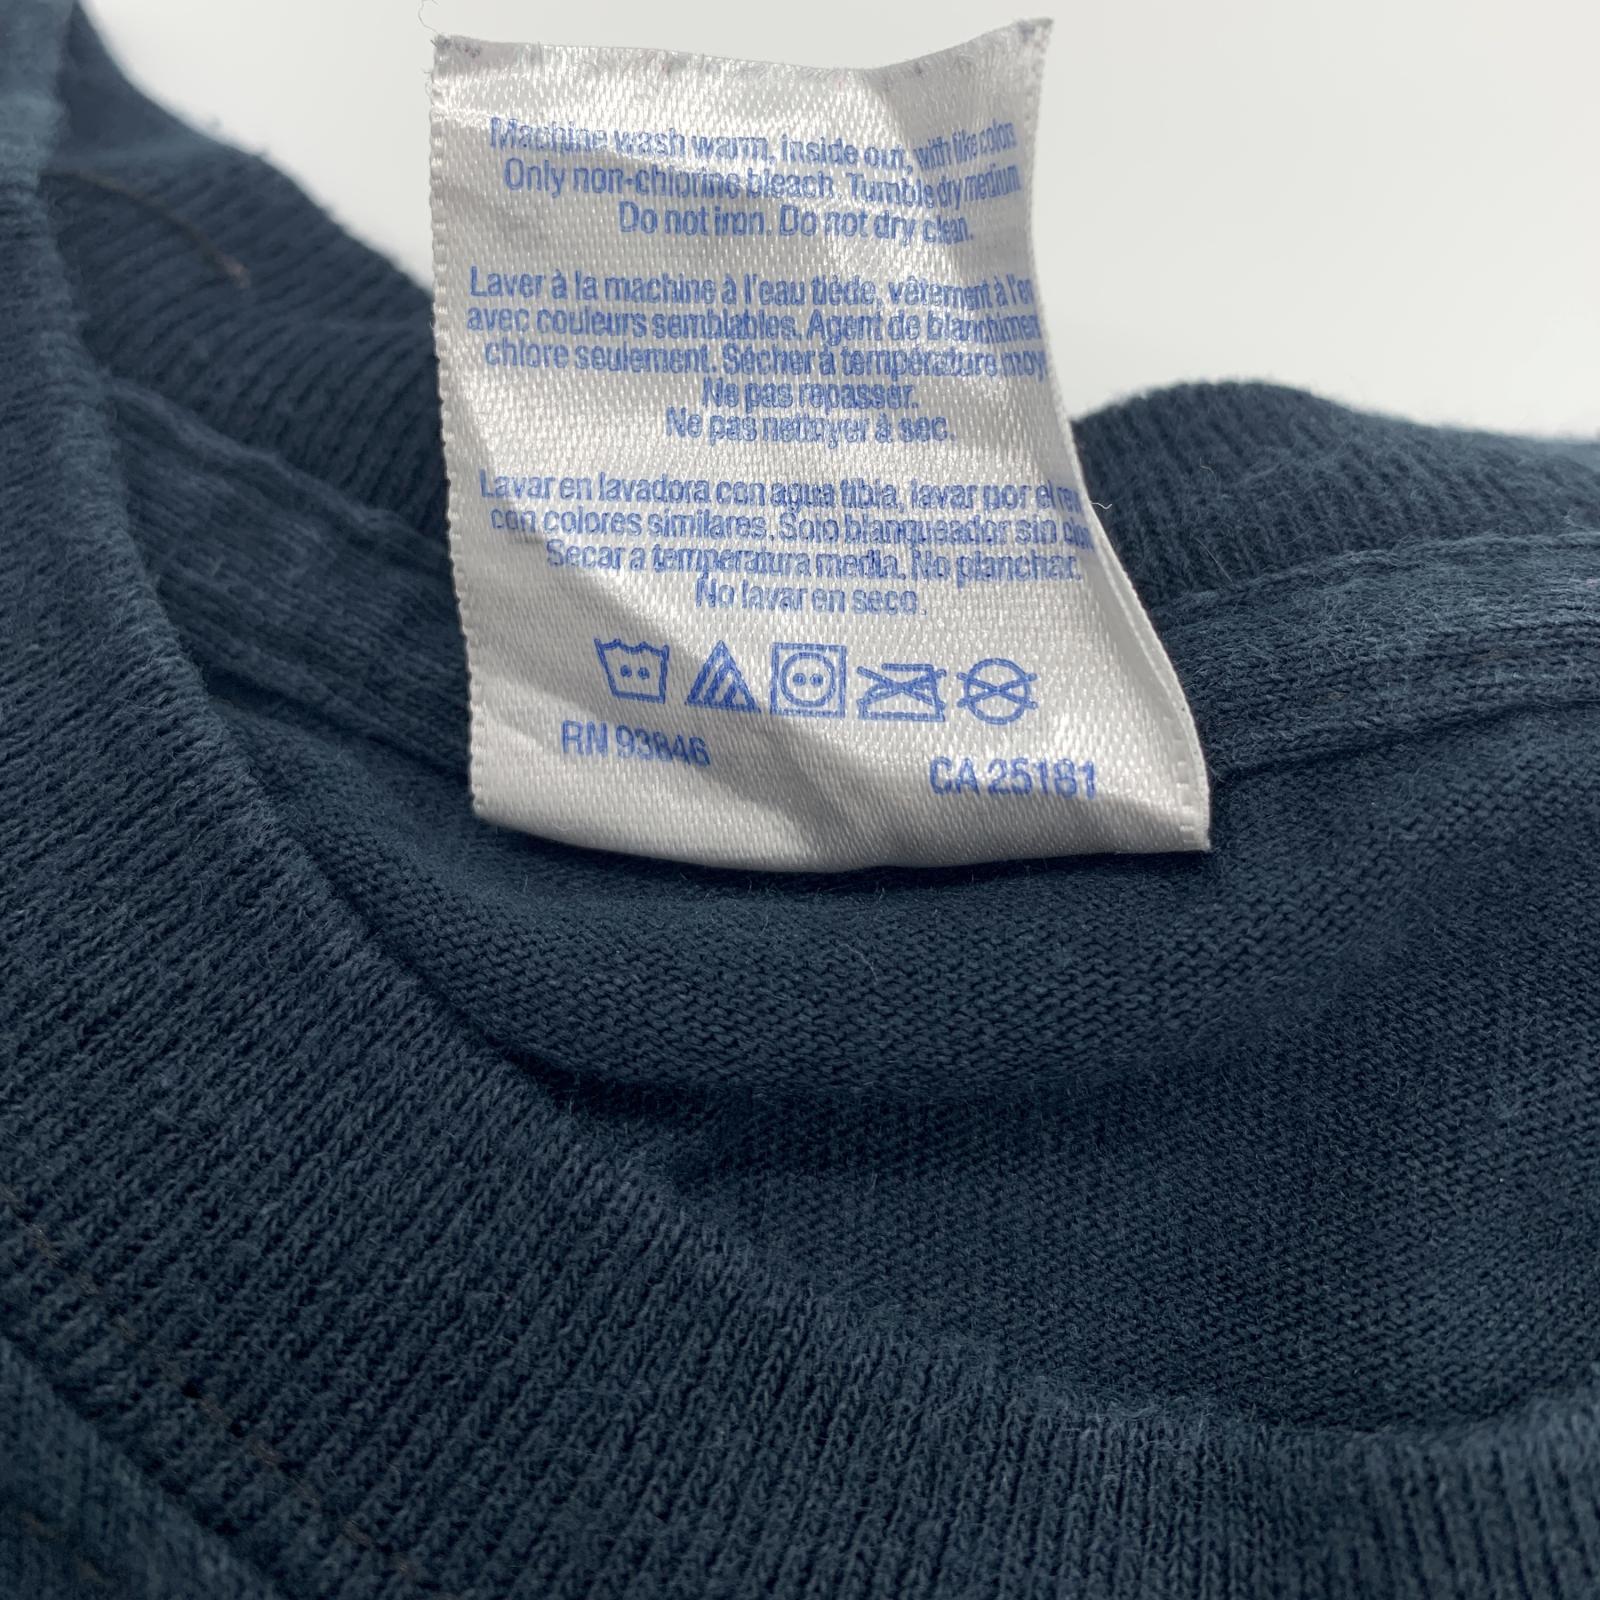 Machine wash warm, inside out, with like colors
Only non-chlorine bleach. Tumble dry medium
Do not iron. Do not dry clean.
Laver à la machine à l'eau tiède, vêtement à l'en
avec couleurs semblables. Agent de blanchiment
chlore seulement. Sécher à température moy
Ne pas repasser.
Ne pas nettoyer à sec.
Lavar en lavadora con agua tibia, lavar por el rev
con colores similares. Solo blanqueador sin clor
Secar a temperatura media. No planchar.
No lavar en seco.
RN 93846
CA 25181